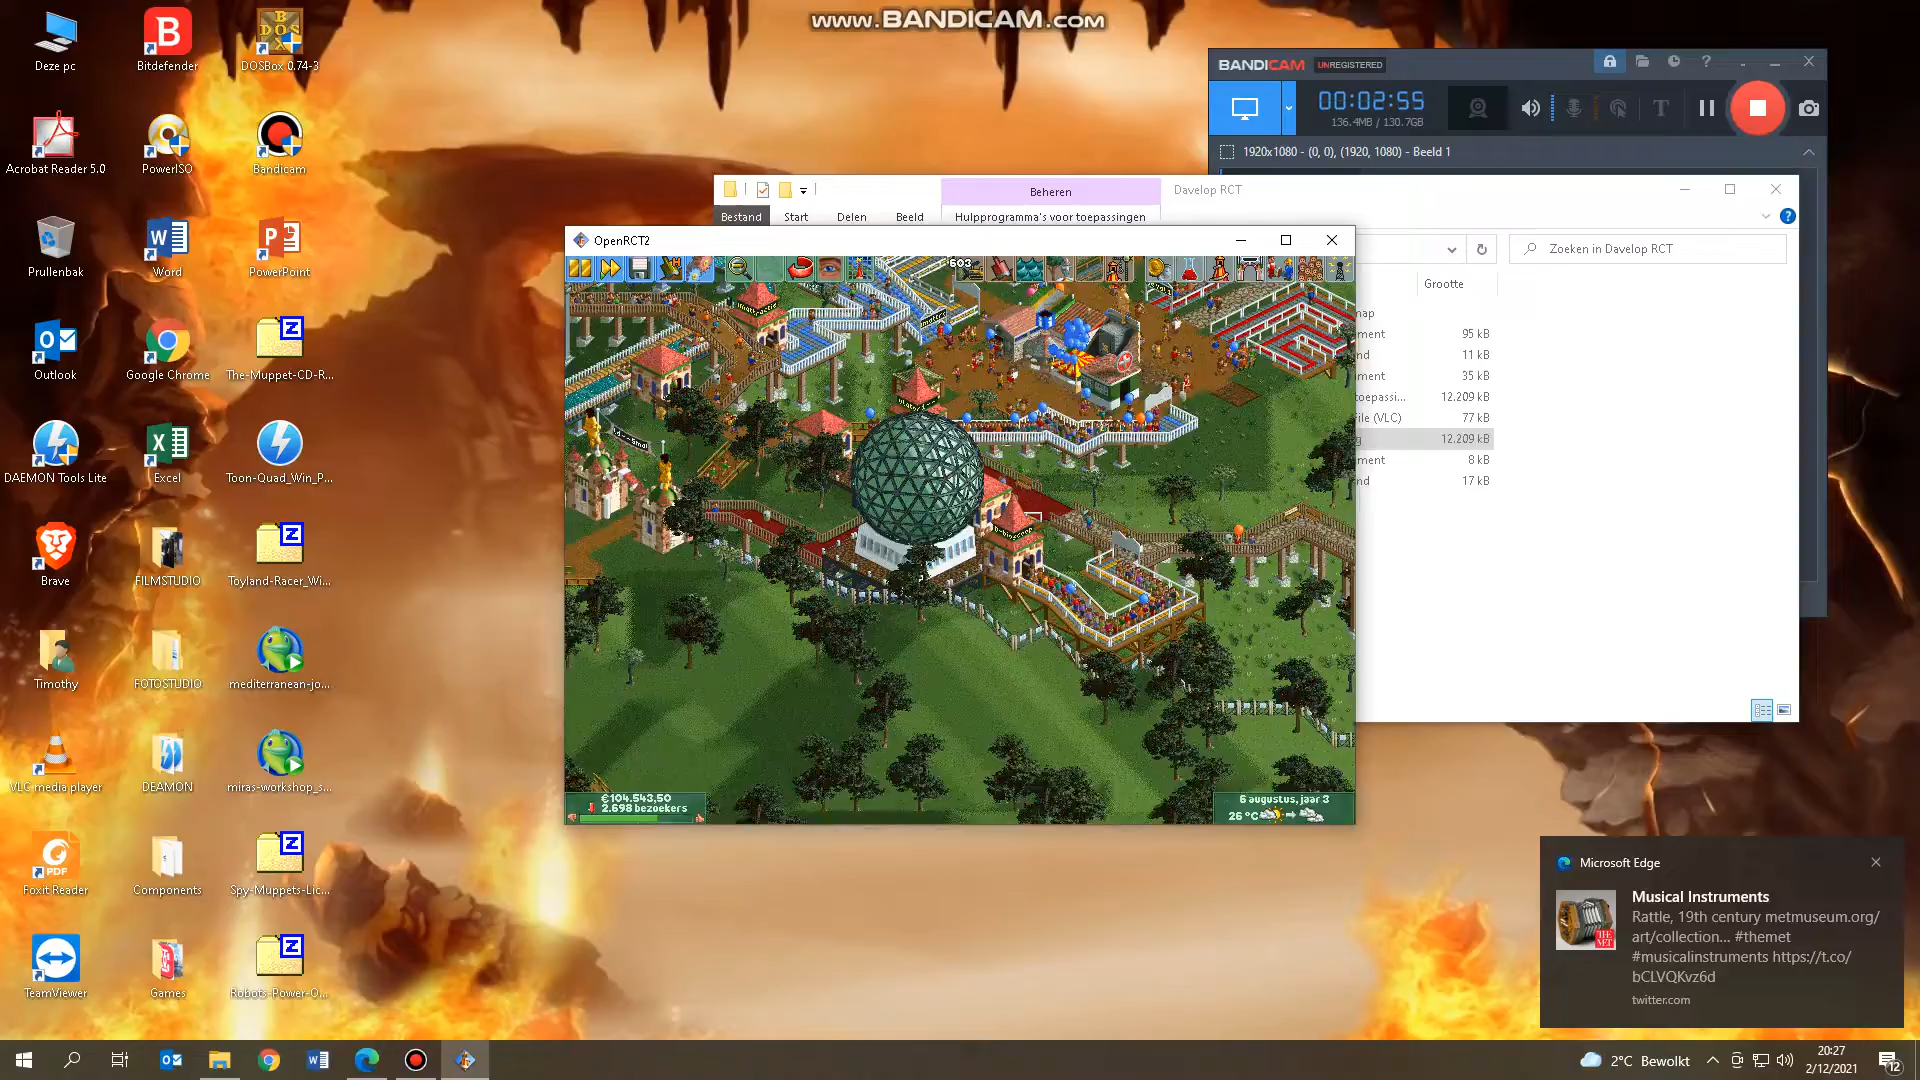 www.BANDICAM.com
Deze pc
Bitdefender
DOSBox 0.74-3
Acrobat Reader 5.0
PowerISO
Bandicam
Prullenbak
Word
PowerPoint
Outlook
Google Chrome
The-Muppet-CD-R...
DAEMON Tools Lite
Excel
Toon-Quad_Win_P...
Brave
FILMSTUDIO
Toyland-Racer_Wi...
Timothy
FOTOSTUDIO
mediterranean-jo...
VLC media player
DEAMON
miras-workshop_s...
Foxit Reader
Components
Spy-Muppets-Lic...
TeamViewer
Games
Robots-Power-O...
BANDICAM UNREGISTERED
00:02:55
136.4MB / 130.7GB
1920x1080 - (0, 0), (1920, 1080) - Beeld 1
Beheren
Davelop RCT
Bestand
Start
Delen
Beeld
Hulpprogramma's voor toepassingen
Zoeken in Davelop RCT
Grootte
95 kB
11 kB
35 kB
12.209 kB
77 kB
12.209 kB
8 kB
17 kB
OpenRCT2
603
€104.543,50
2.698 bezoekers
6 augustus, jaar 3
26 °C
Microsoft Edge
Musical Instruments
Rattle, 19th century metmuseum.org/
art/collection... #themet
#musicalinstruments https://t.co/
bCLVQKvz6d
twitter.com
THE
MET
2°C Bewolkt
20:27
2/12/2021
12